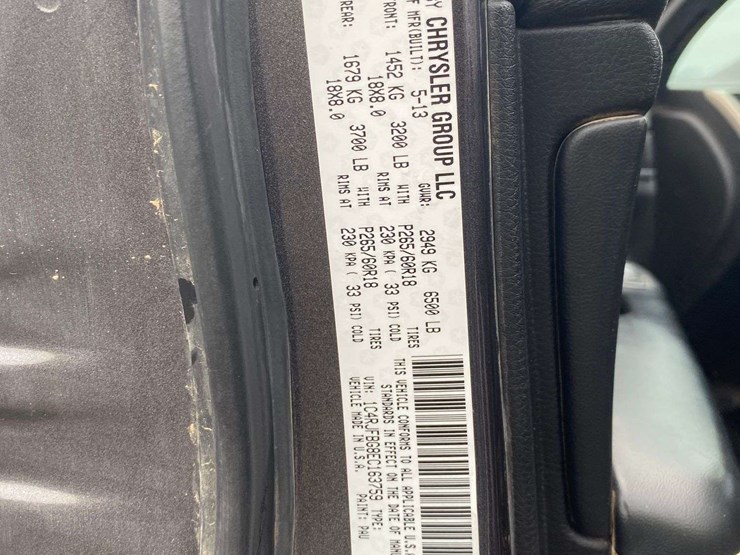 BY CHRYSLER GROUP LLC
OF MFR(BUILT): 5-13 GVWR: 2949 KG 6500 LB
FRONT: 1452 KG 3200 LB WITH P265/60R18 TIRES
18X8.0 RIMS AT 230 KPA ( 33 PSI) COLD
REAR: 1679 KG 3700 LB WITH P265/60R18 TIRES
18X8.0 RIMS AT 230 KPA ( 33 PSI) COLD
THIS VEHICLE CONFORMS TO ALL APPLICABLE U.S.
STANDARDS IN EFFECT ON THE DATE OF MAN
VIN: 1C4RJFBG8EC163759 TYPE:
VEHICLE MADE IN U.S.A. PAINT: PAU